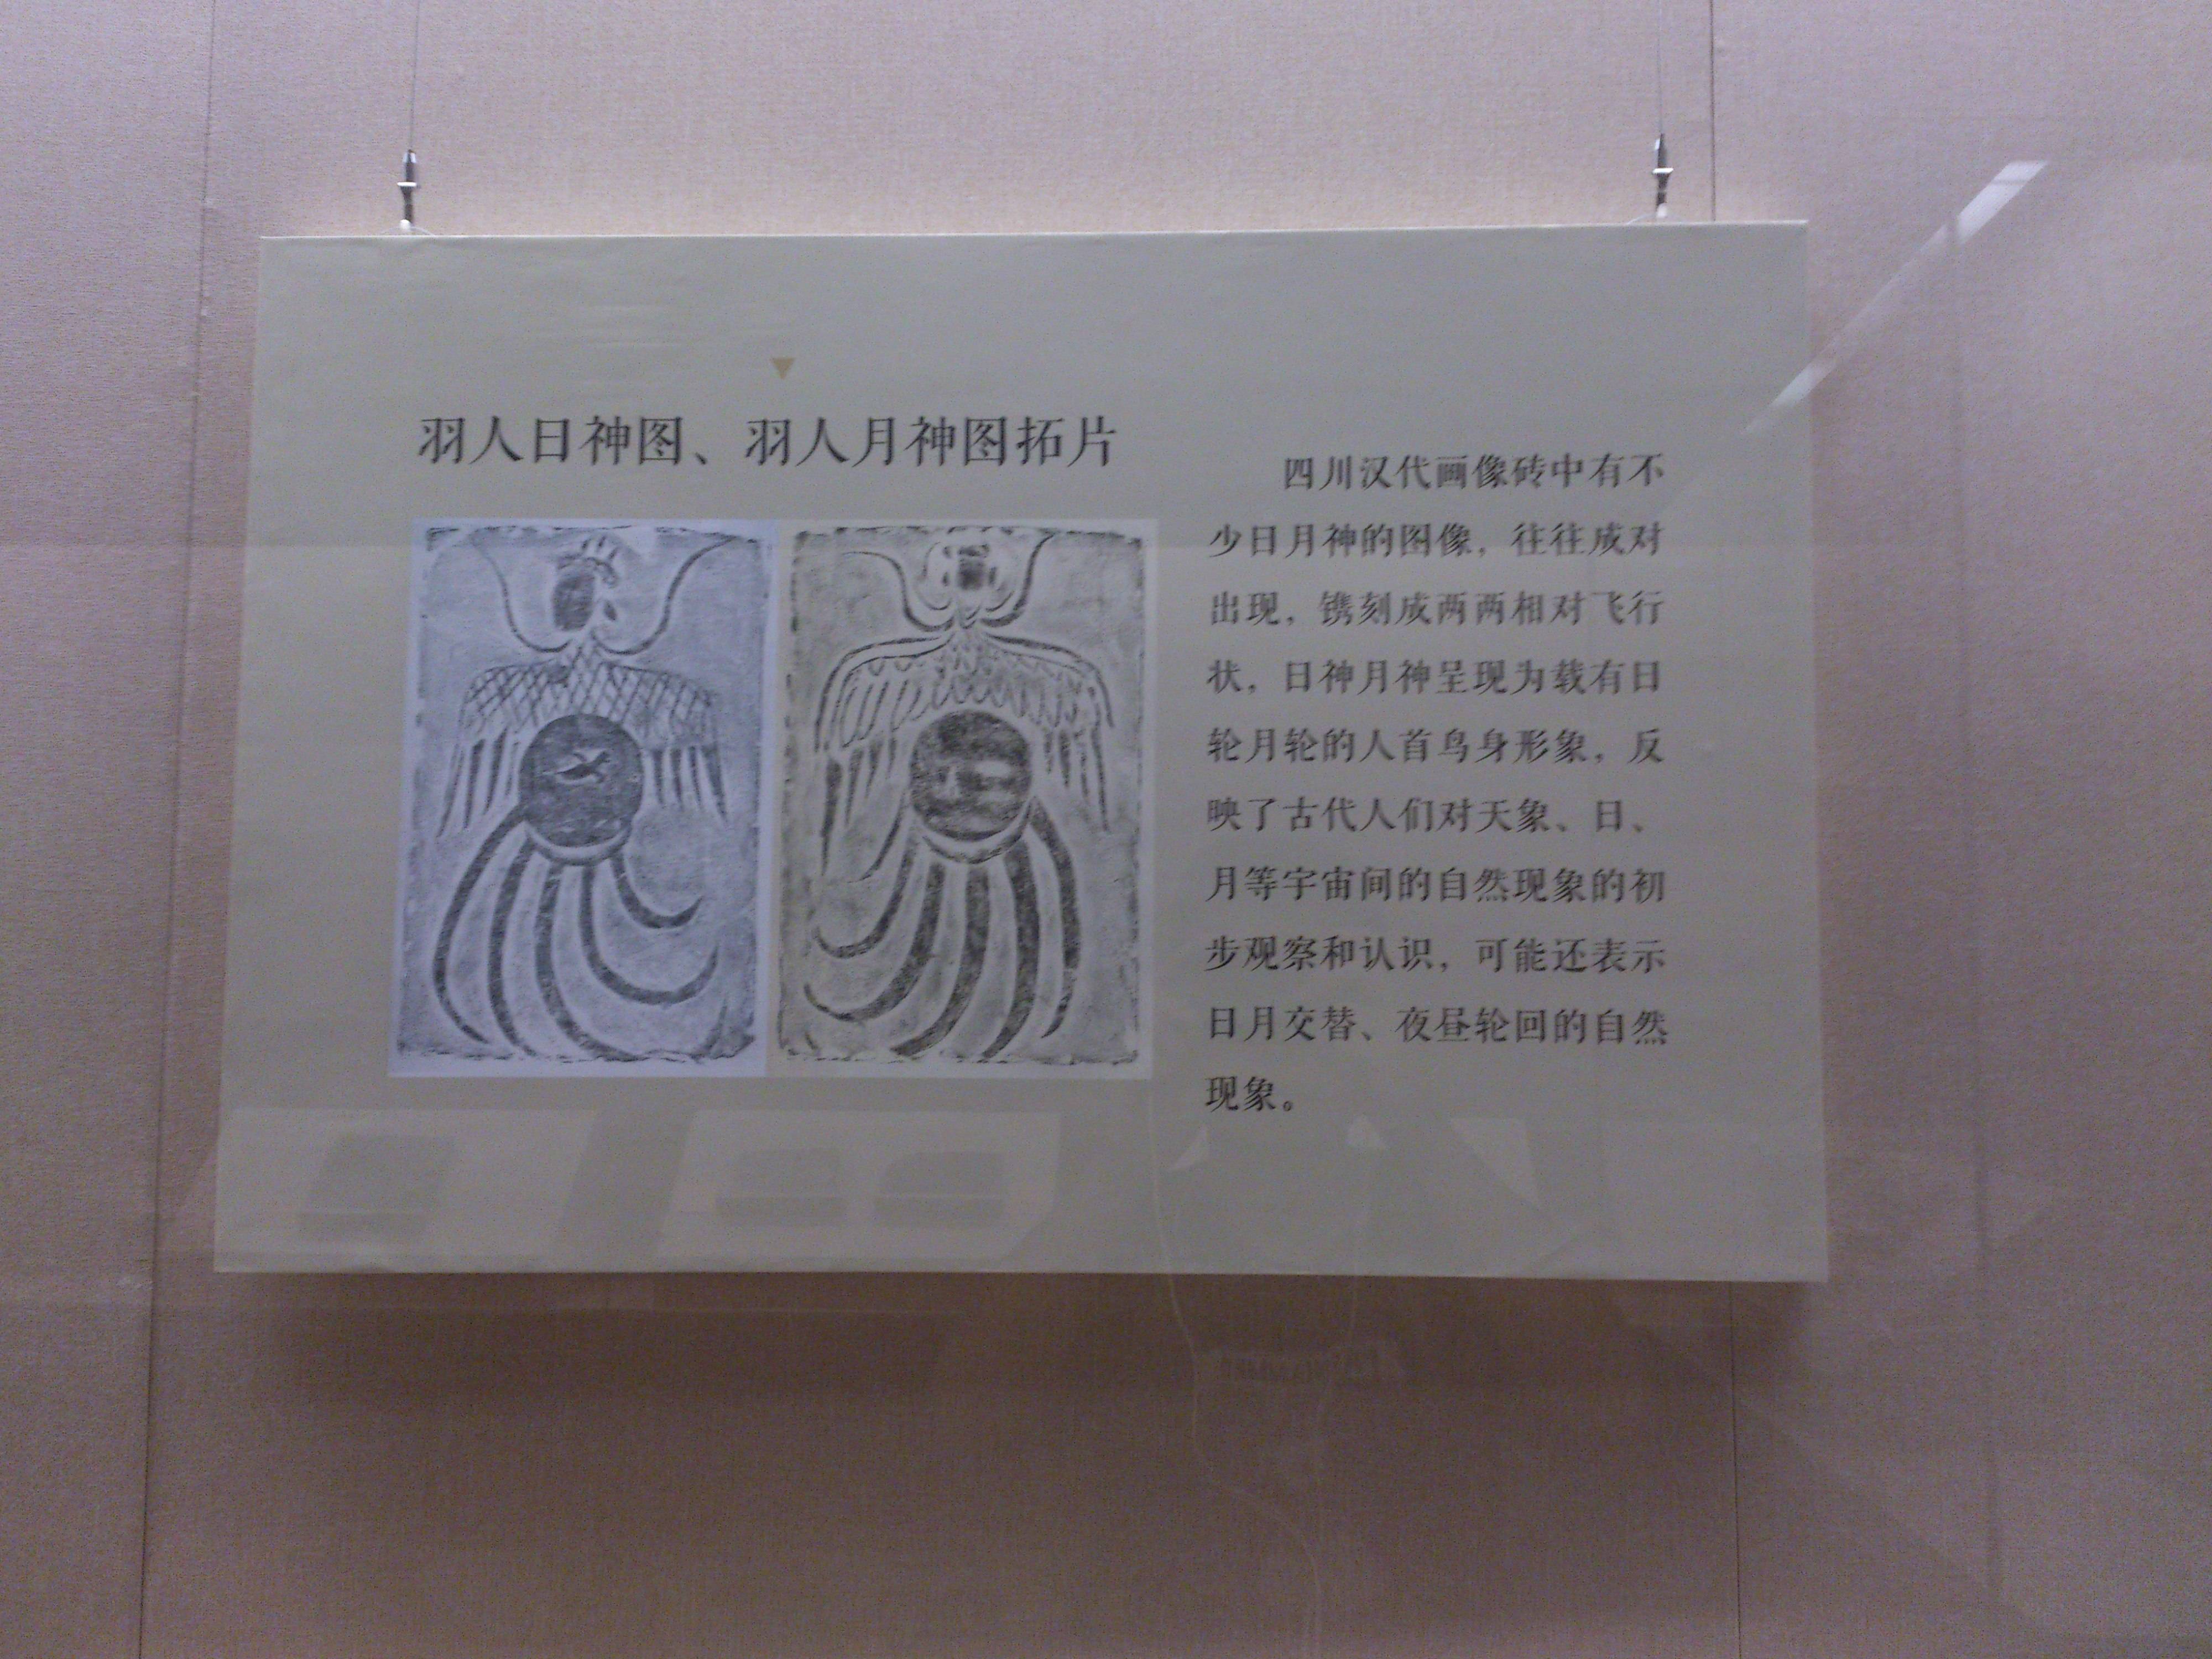 羽人日神图、羽人月神图拓片
四川汉代画像砖中有不
少日月神的图像，往往成对
出现，镌刻成两两相对飞行
状，日神月神呈现为载有日
轮月轮的人首鸟身形象，反
映了古代人们对天象、日、
月等宇宙间的自然现象的初
步观察和认识，可能还表示
日月交替、夜昼轮回的自然
现象。